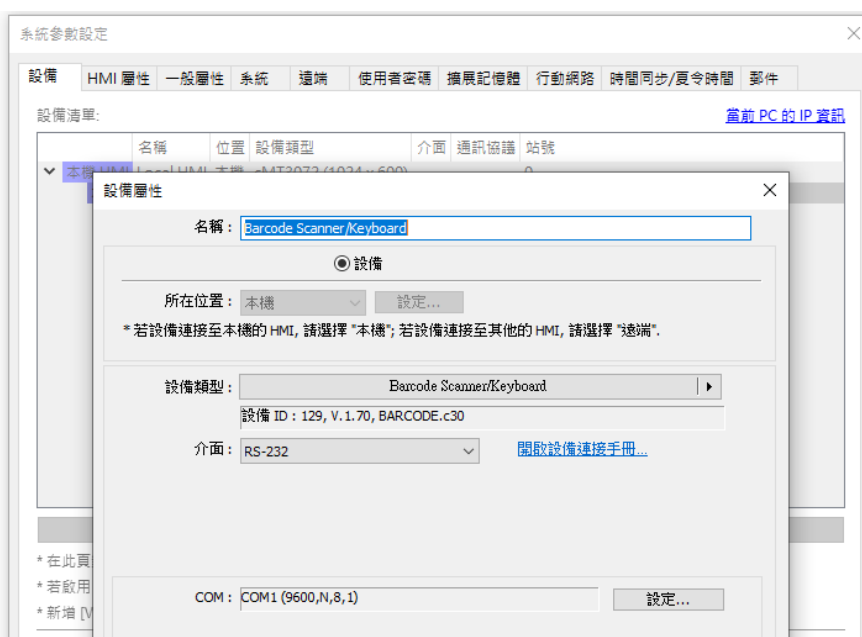 系統參數設定
設備 HMI 屬性 一般屬性 系統 遠端 使用者密碼 擴展記憶體 行動網路 時間同步/夏令時間 郵件
設備清單: 當前 PC 的 IP 資訊
名稱 位置 設備類型 介面 通訊協議 站號
本機 HMI Local HMI 本機 cMT3072 (1024 x 600) 0
設備屬性
名稱 : Barcode Scanner/Keyboard
設備
所在位置 : 本機 設定...
* 若設備連接至本機的 HMI, 請選擇 "本機"; 若設備連接至其他的 HMI, 請選擇 "遠端".
設備類型 : Barcode Scanner/Keyboard
設備 ID : 129, V.1.70, BARCODE.c30
介面 : RS-232 開啟設備連接手冊...
* 在此頁
* 若啟用
* 新增 [V
COM : COM1 (9600,N,8,1) 設定...